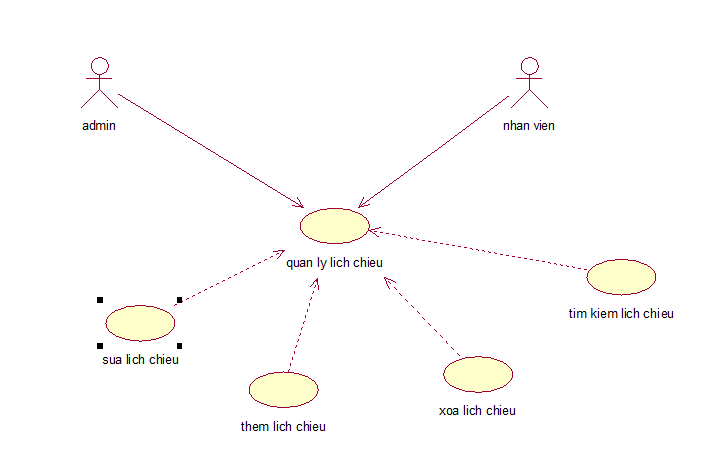 admin
nhan vien
quan ly lich chieu
tim kiem lich chieu
sua lich chieu
them lich chieu
xoa lich chieu